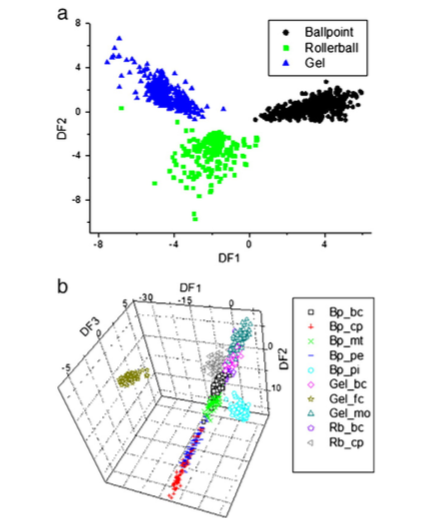 a
8
4
0
-4
-8
DF2
-8
-4
0
4
DF1
Ballpoint
Rollerball
Gel
b
DF1
-30
-15
0
5
0
-5
DF3
0
10
DF2
Bp_bc
Bp_cp
Bp_mt
Bp_pe
Bp_pi
Gel_bc
Gel_fc
Gel_mo
Rb_bc
Rb_cp